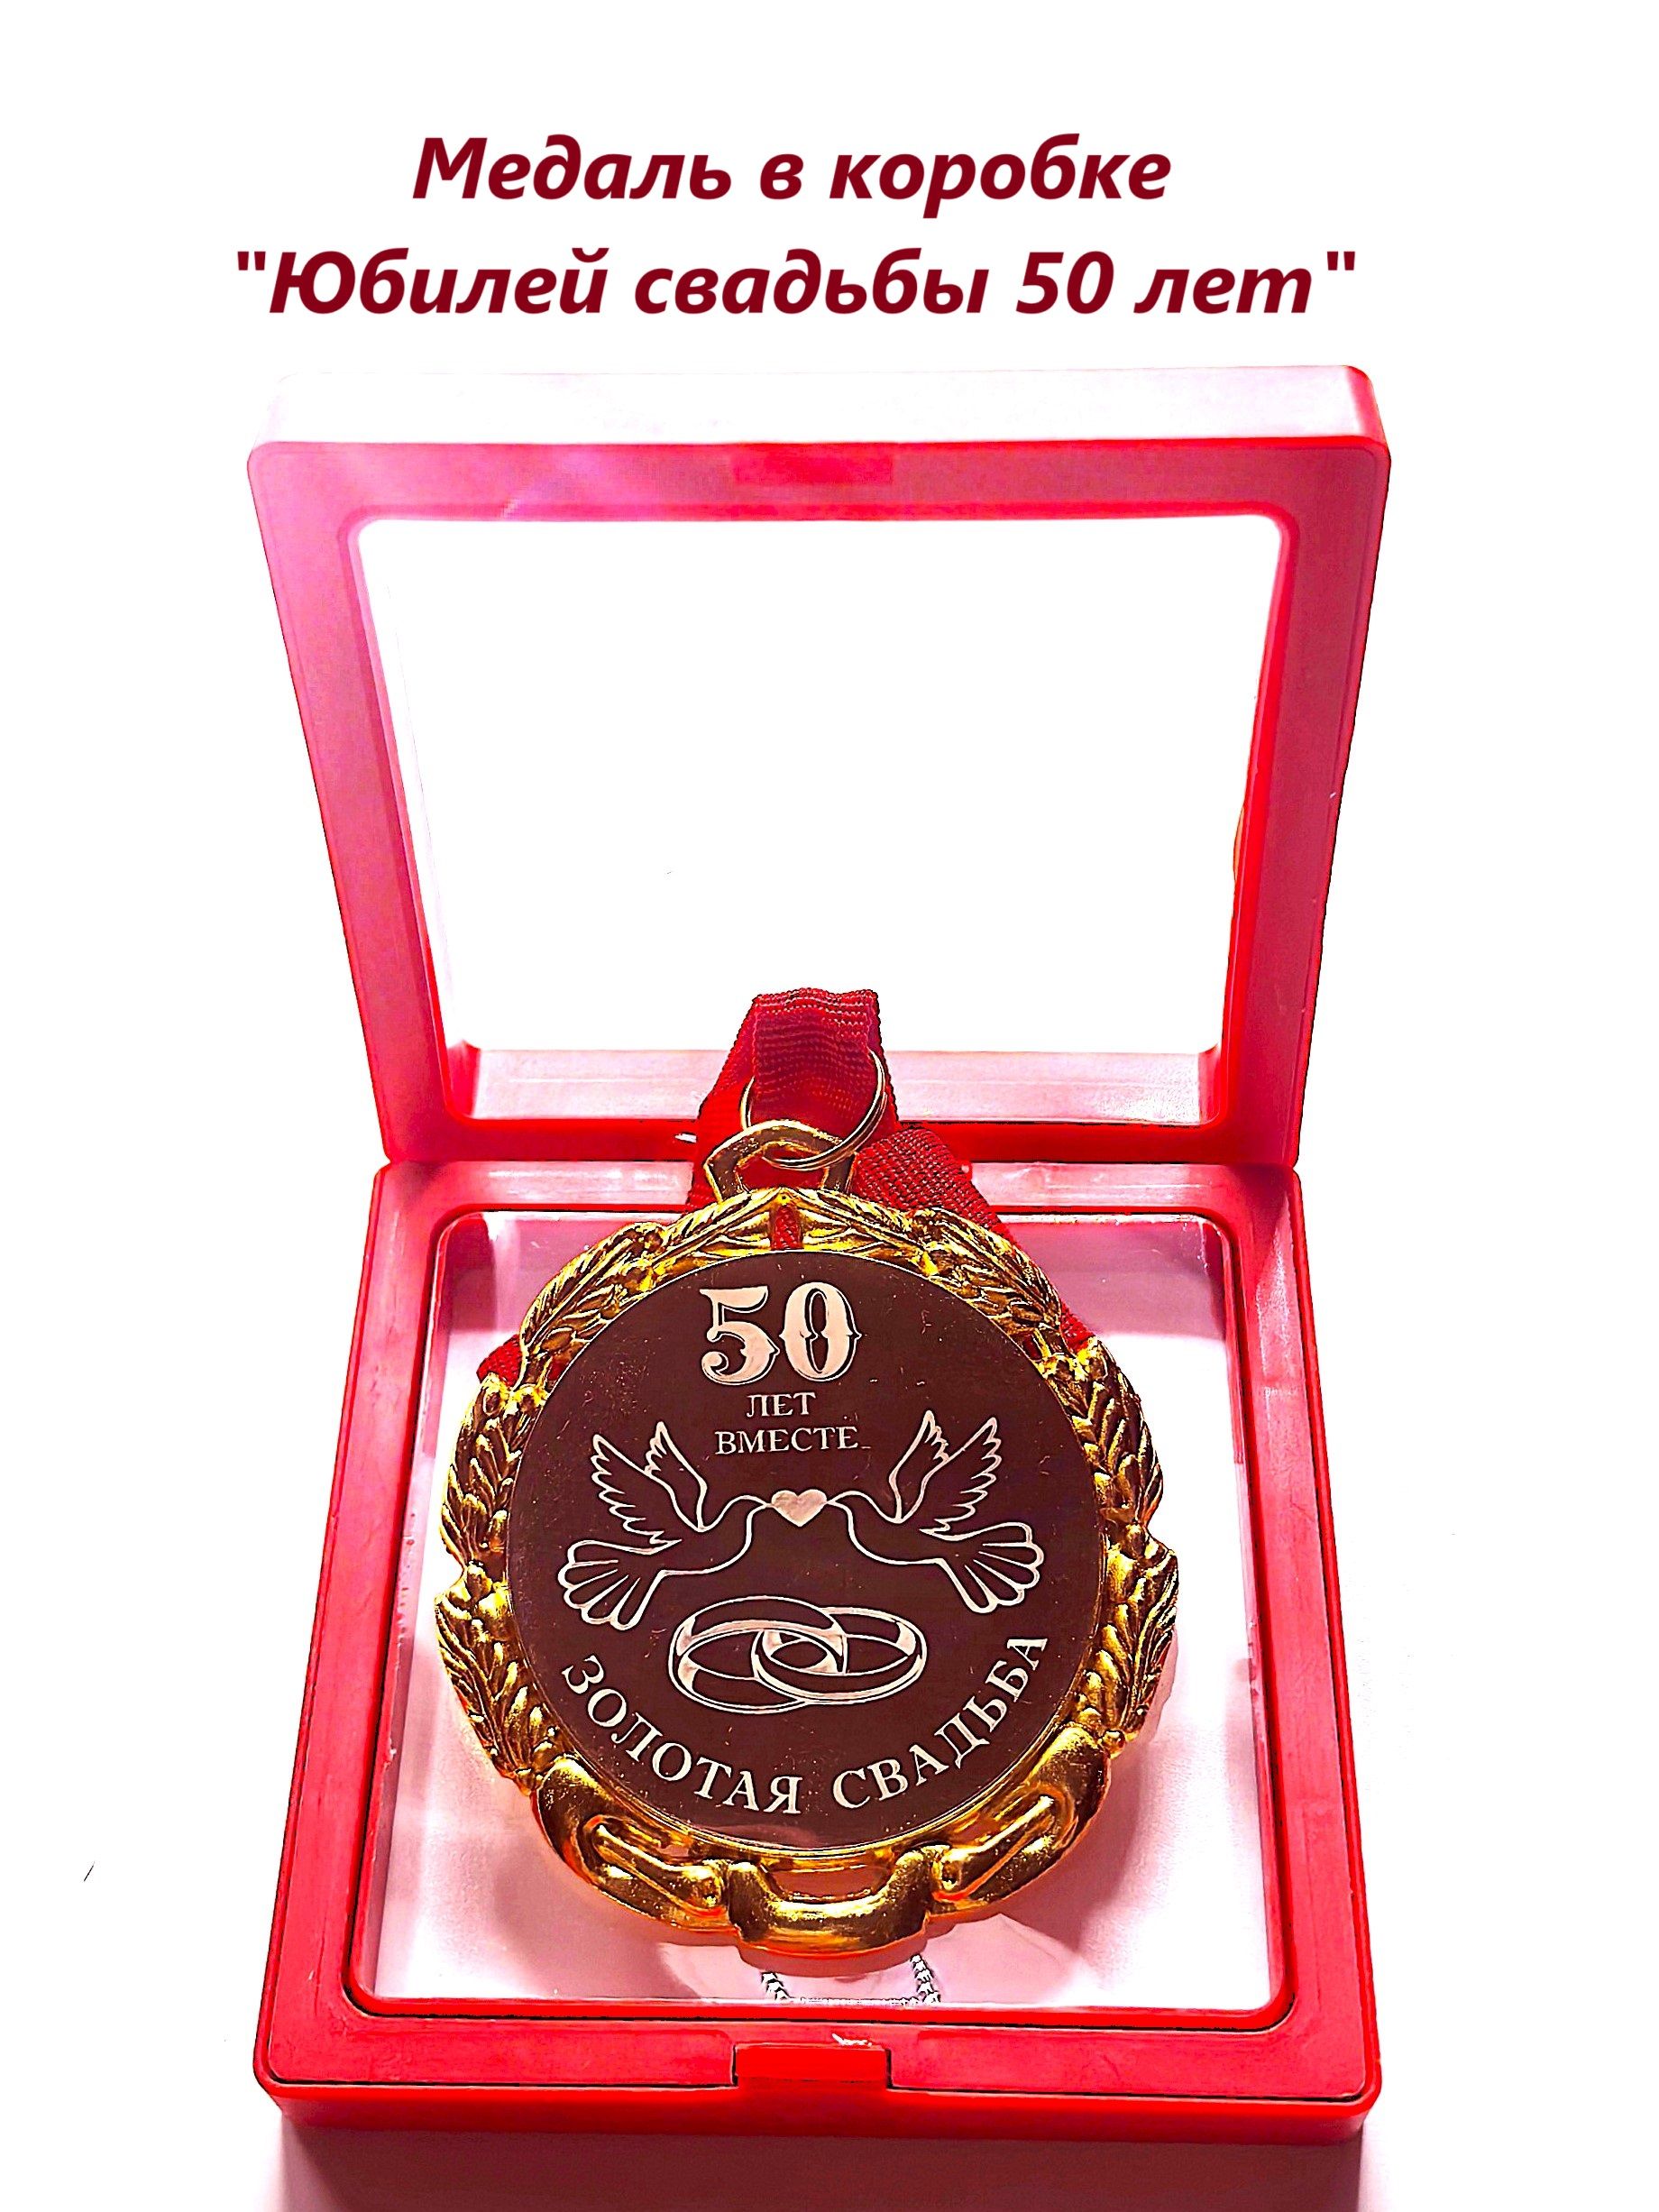 Медаль в коробке
"Юбилей свадьбы 50 лет"
50
ЛЕТ
ВМЕСТЕ
ЗОЛОТАЯ СВАДЬБА